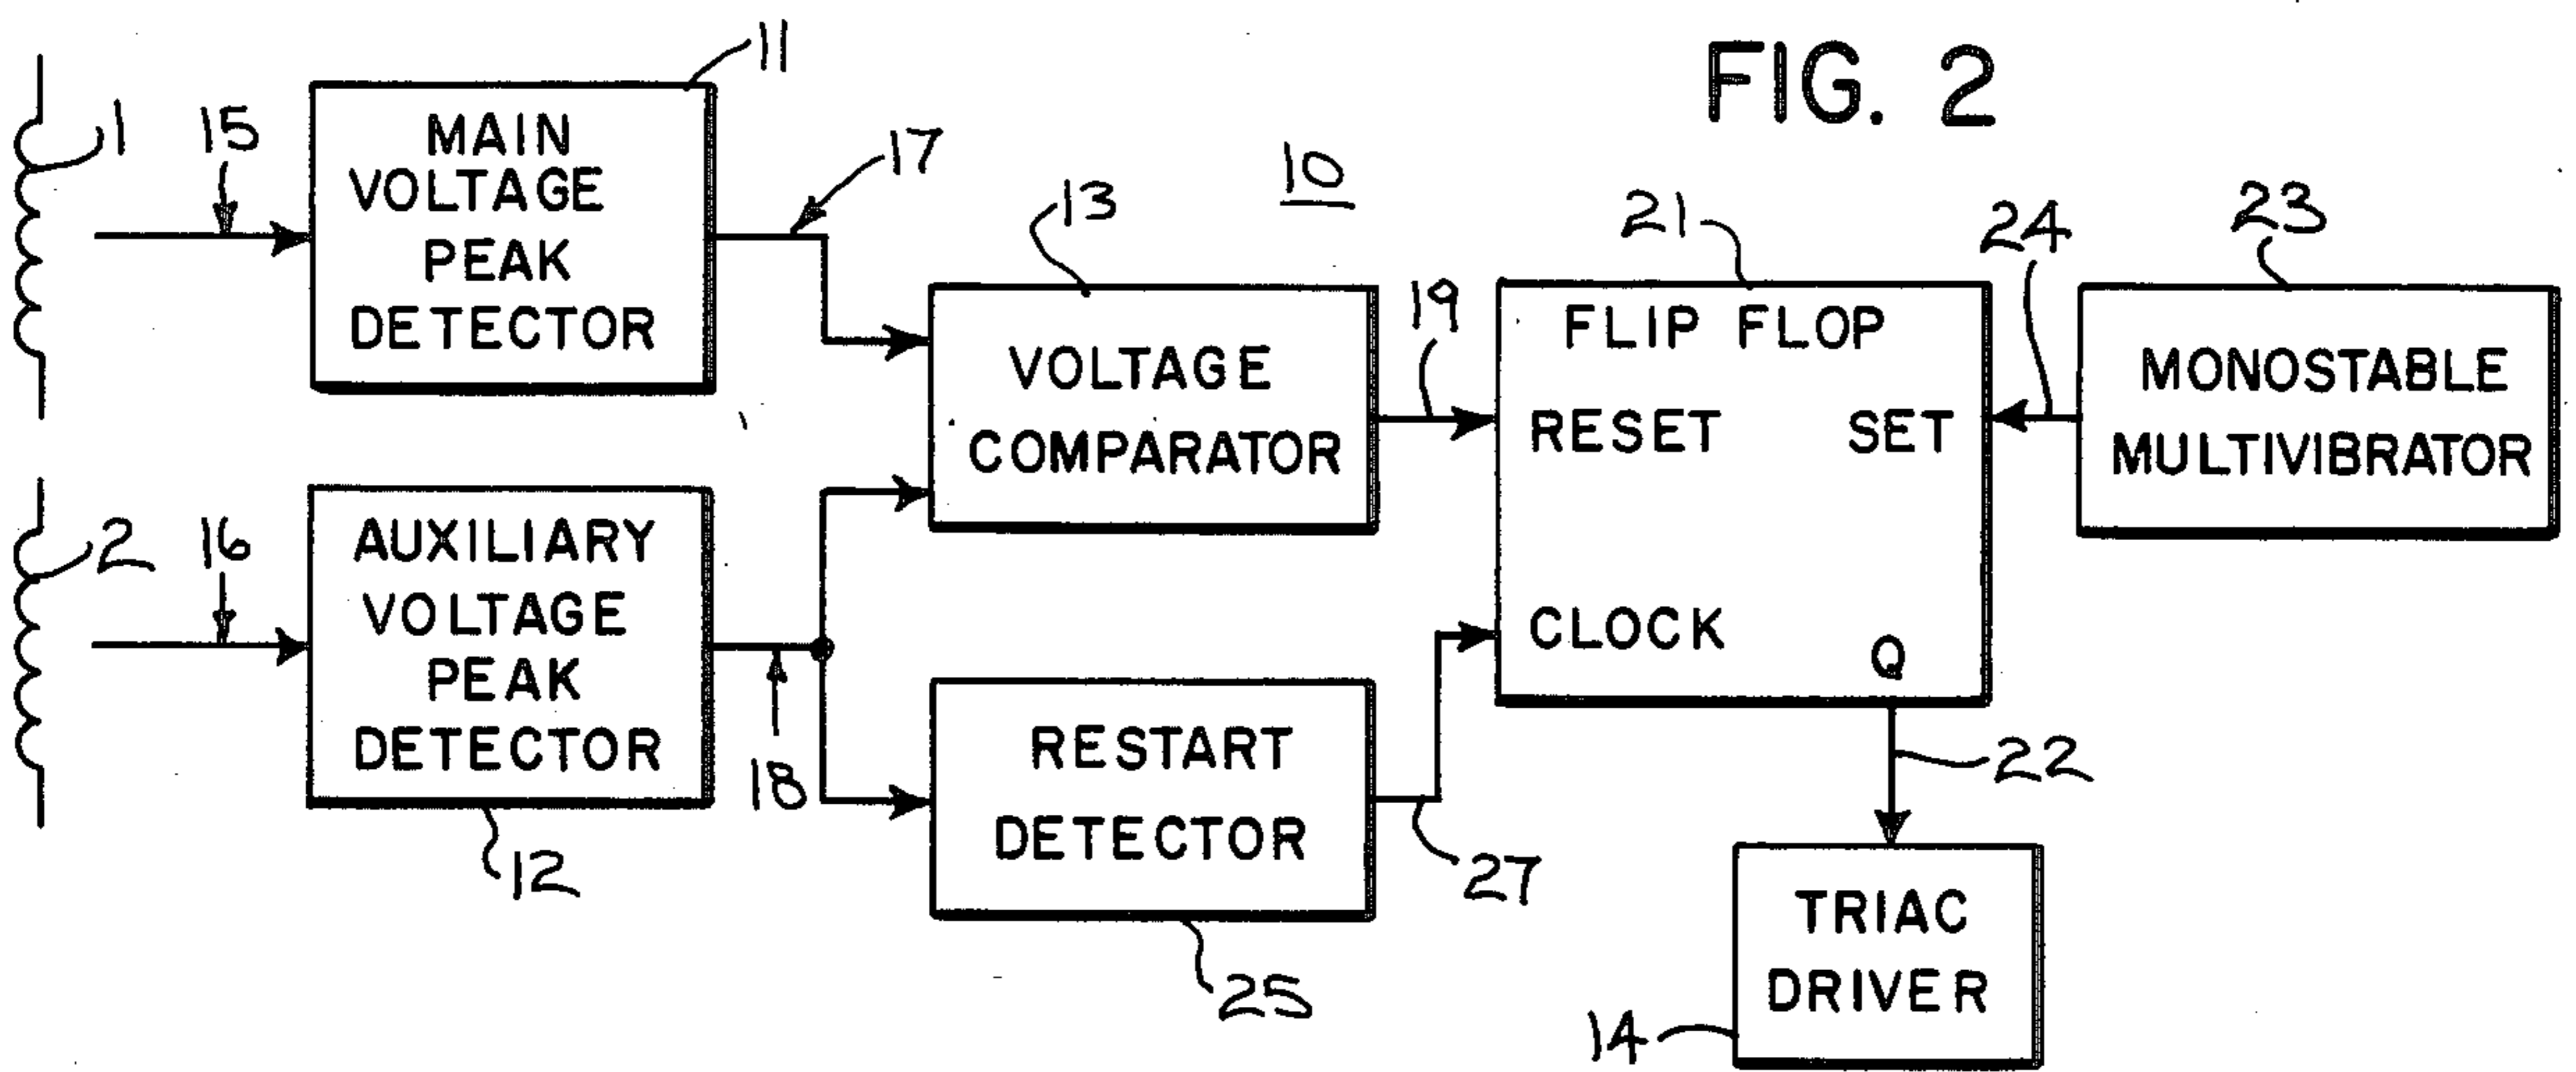 FIG. 2
10
1
15
11
MAIN
VOLTAGE
PEAK
DETECTOR
17
2
16
AUXILIARY
VOLTAGE
PEAK
DETECTOR
12
18
13
VOLTAGE
COMPARATOR
19
RESTART
DETECTOR
25
27
21
FLIP FLOP
RESET SET
CLOCK
Q
24
23
MONOSTABLE
MULTIVIBRATOR
22
TRIAC
DRIVER
14